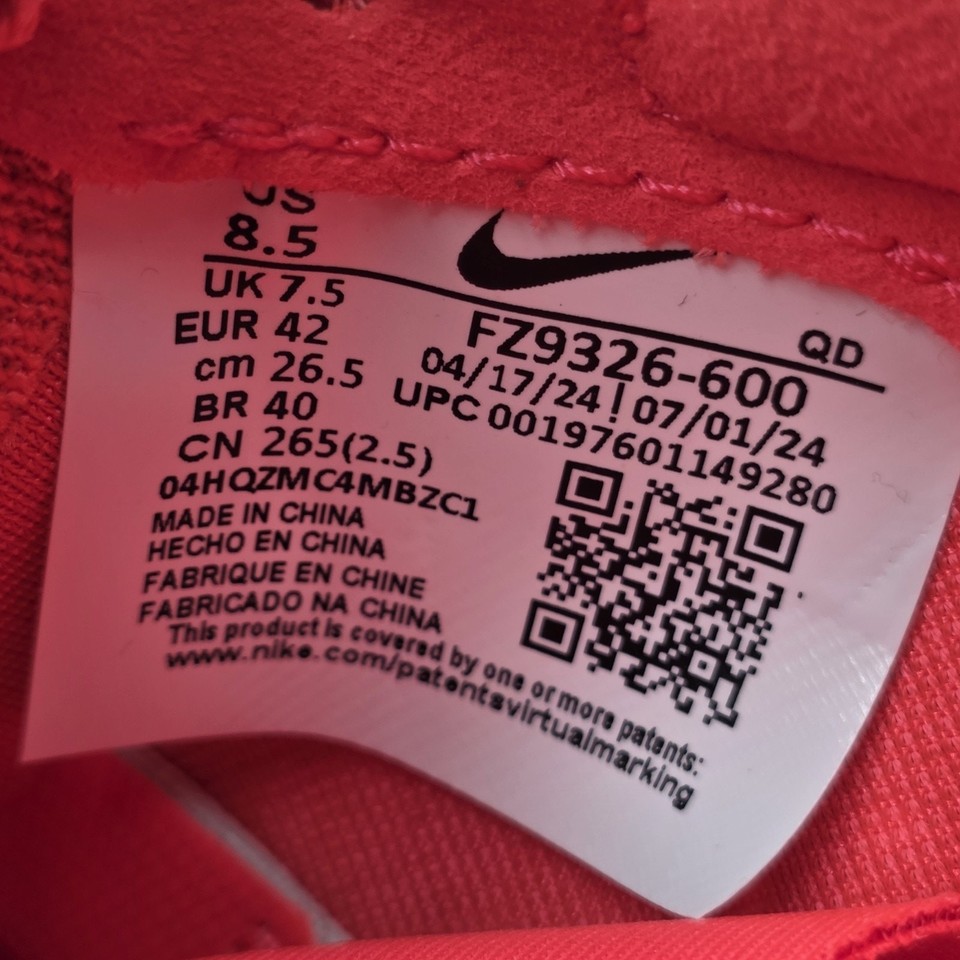 US
8.5
UK 7.5
EUR 42
cm 26.5
BR 40
CN 265(2.5)
04HQZMC4MBZC1
MADE IN CHINA
HECHO EN CHINA
FABRIQUE EN CHINE
FABRICADO NA CHINA
This product is covered by one or more patents:
www.nike.com/patentsvirtualmarking
QD
FZ9326-600
04/17/24 ! 07/01/24
UPC 00197601149280